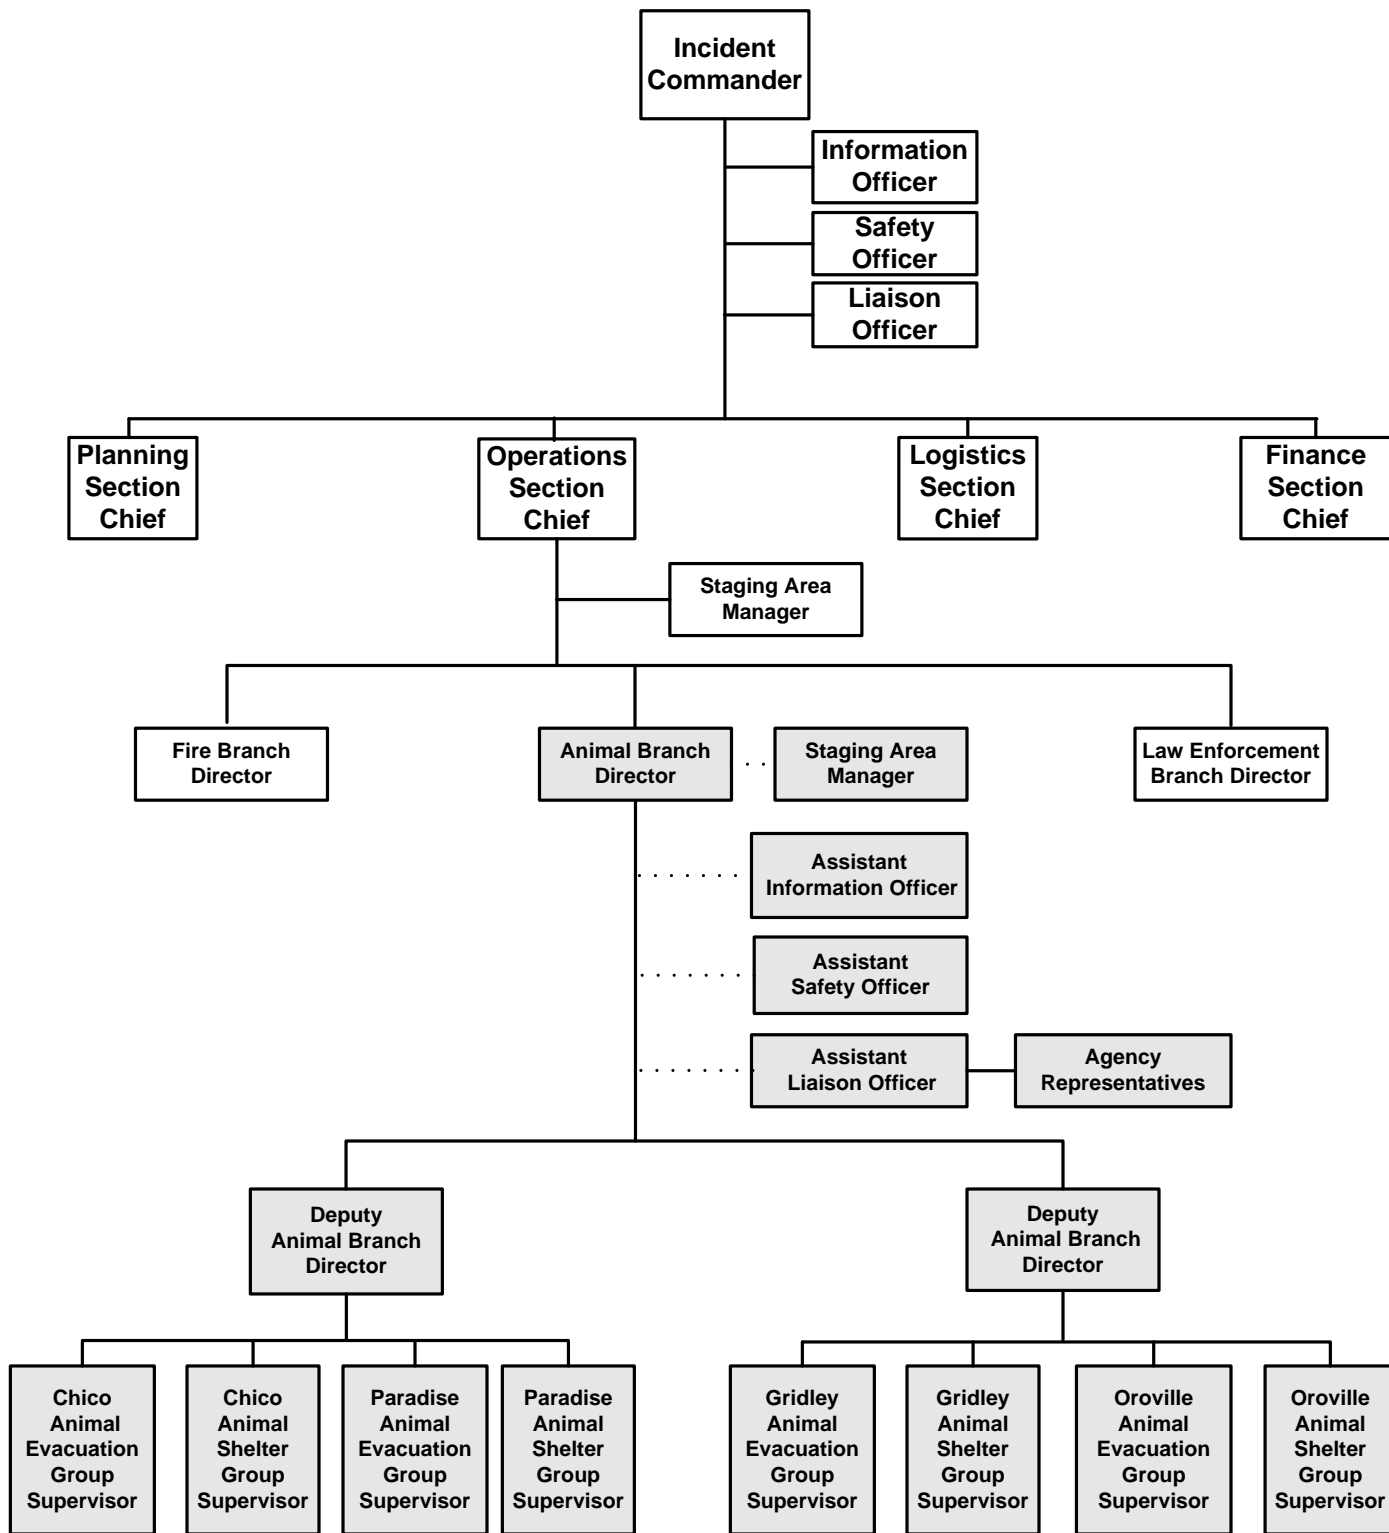 Incident
Commander
Information
Officer
Safety
Officer
Liaison
Officer
Planning
Section
Chief
Operations
Section
Chief
Logistics
Section
Chief
Finance
Section
Chief
Staging Area
Manager
Fire Branch
Director
Animal Branch
Director
Staging Area
Manager
Law Enforcement
Branch Director
Assistant
Information Officer
Assistant
Safety Officer
Assistant
Liaison Officer
Agency
Representatives
Deputy
Animal Branch
Director
Deputy
Animal Branch
Director
Chico
Animal
Evacuation
Group
Supervisor
Chico
Animal
Shelter
Group
Supervisor
Paradise
Animal
Evacuation
Group
Supervisor
Paradise
Animal
Shelter
Group
Supervisor
Gridley
Animal
Evacuation
Group
Supervisor
Gridley
Animal
Shelter
Group
Supervisor
Oroville
Animal
Evacuation
Group
Supervisor
Oroville
Animal
Shelter
Group
Supervisor